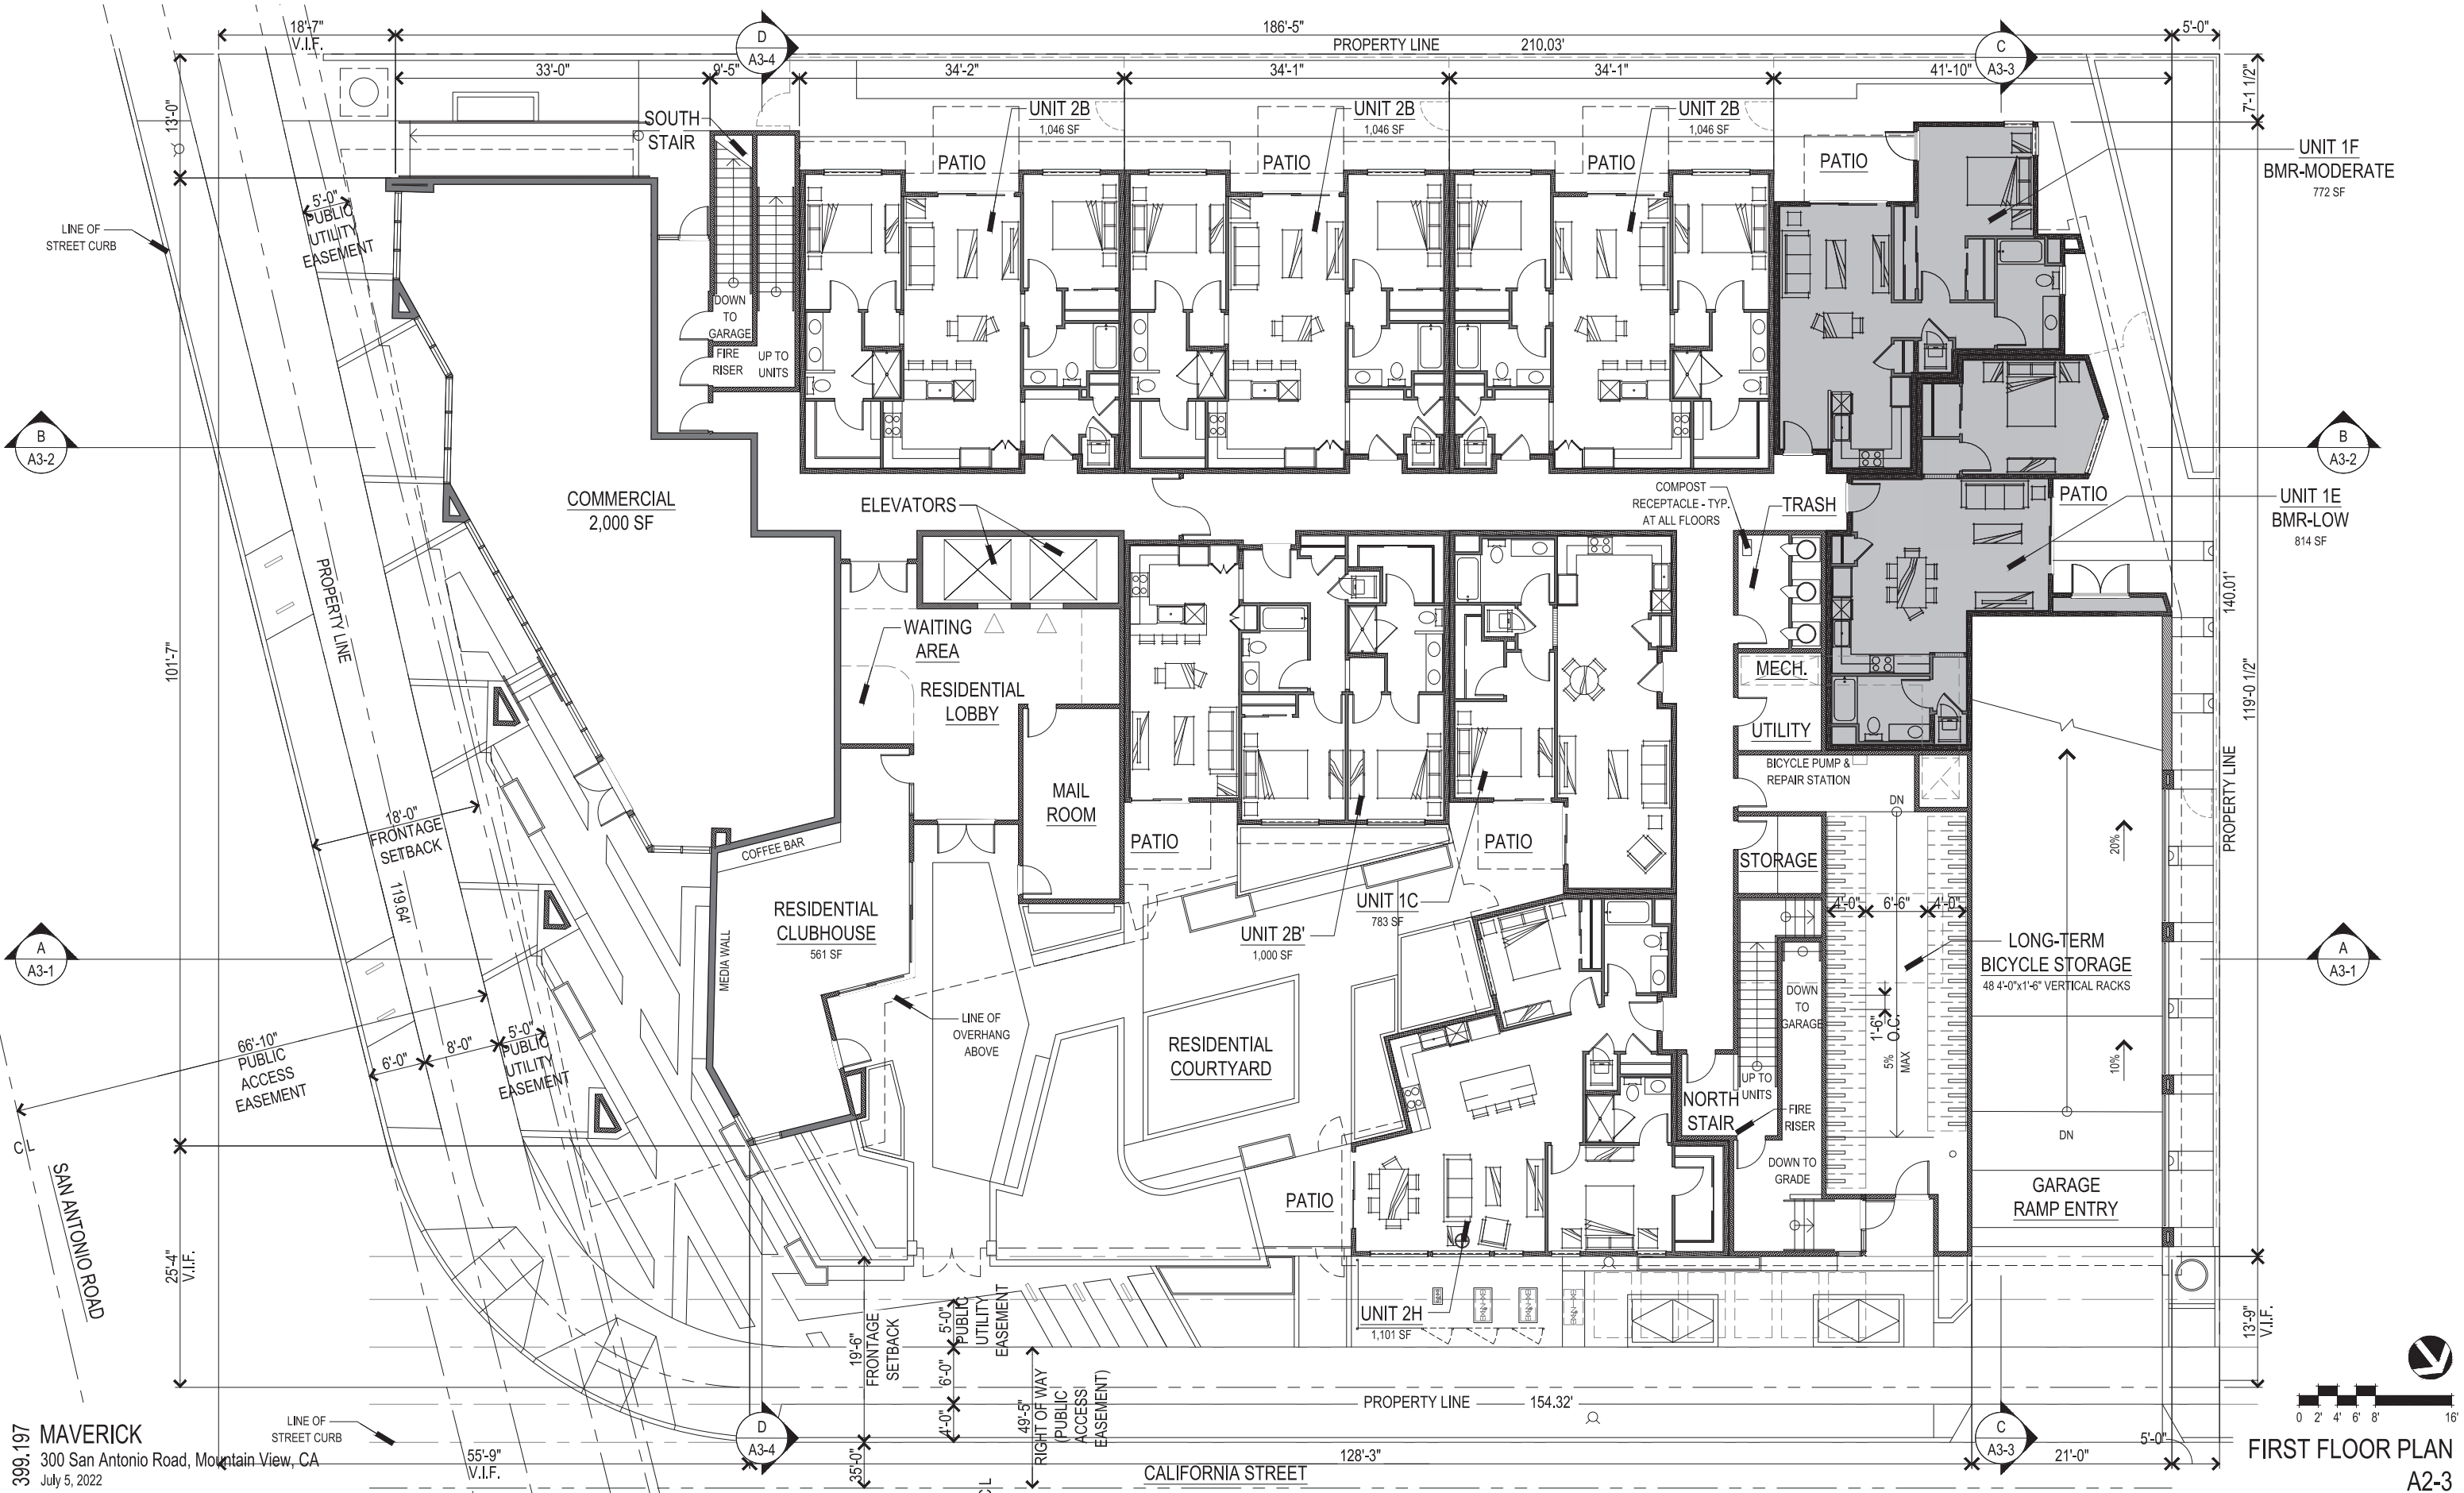 18'-7"
V.I.F.
186'-5"
5'-0"
PROPERTY LINE 210.03'
D
A3-4
C
A3-3
33'-0"
9'-5"
34'-2"
34'-1"
34'-1"
41'-10"
7'-1 1/2"
13'-0"
SOUTH
STAIR
UNIT 2B
1,046 SF
UNIT 2B
1,046 SF
UNIT 2B
1,046 SF
PATIO
PATIO
PATIO
PATIO
UNIT 1F
BMR-MODERATE
772 SF
LINE OF
STREET CURB
5'-0"
PUBLIC
UTILITY
EASEMENT
DOWN
TO
GARAGE
FIRE
RISER
UP TO
UNITS
B
A3-2
B
A3-2
COMMERCIAL
2,000 SF
ELEVATORS
COMPOST
RECEPTACLE - TYP.
AT ALL FLOORS
TRASH
PATIO
UNIT 1E
BMR-LOW
814 SF
PROPERTY LINE
140.01'
101'-7"
119'-0 1/2"
WAITING
AREA
RESIDENTIAL
LOBBY
MECH.
UTILITY
PROPERTY LINE
BICYCLE PUMP &
REPAIR STATION
MAIL
ROOM
DN
18'-0"
FRONTAGE
SETBACK
119.64'
COFFEE BAR
PATIO
PATIO
STORAGE
20%
RESIDENTIAL
CLUBHOUSE
561 SF
MEDIA WALL
UNIT 1C
783 SF
UNIT 2B'
1,000 SF
4'-0"
6'-6"
4'-0"
LONG-TERM
BICYCLE STORAGE
48 4'-0"x1'-6" VERTICAL RACKS
A
A3-1
A
A3-1
DOWN
TO
GARAGE
LINE OF
OVERHANG
ABOVE
1'-6"
O.C.
5%
MAX
10%
66'-10"
PUBLIC
ACCESS
EASEMENT
6'-0"
8'-0"
5'-0"
PUBLIC
UTILITY
EASEMENT
RESIDENTIAL
COURTYARD
UP TO
UNITS
NORTH
STAIR
FIRE
RISER
DN
DOWN TO
GRADE
CL
SAN ANTONIO ROAD
PATIO
GARAGE
RAMP ENTRY
25'-4"
V.I.F.
19'-6"
FRONTAGE
SETBACK
5'-0"
PUBLIC
UTILITY
EASEMENT
6'-0"
4'-0"
UNIT 2H
1,101 SF
13'-9"
V.I.F.
49'-5"
RIGHT OF WAY
(PUBLIC
ACCESS
EASEMENT)
PROPERTY LINE 154.32'
0 2' 4' 6' 8' 16'
LINE OF
STREET CURB
D
A3-4
C
A3-3
55'-9"
V.I.F.
35'-0"
CL
128'-3"
21'-0"
5'-0"
CALIFORNIA STREET
399.197
MAVERICK
300 San Antonio Road, Mountain View, CA
July 5, 2022
FIRST FLOOR PLAN
A2-3